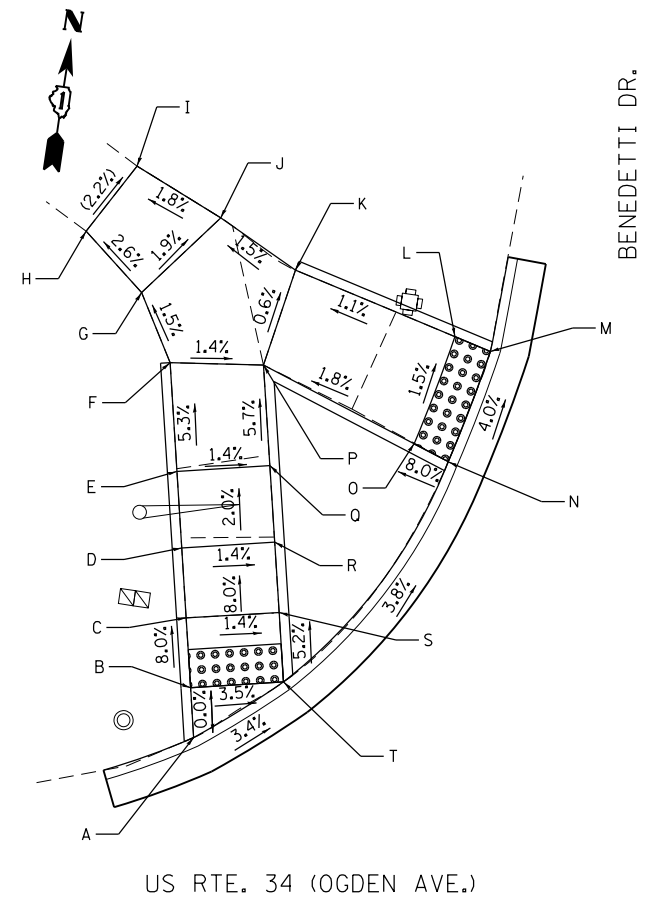 N
1
I
J
(2.2%)
1.8%
K
2.6%
1.9%
1.5%
L
H
0.6%
1.1%
G
1.5%
M
1.4%
1.8%
1.5%
F
4.0%
5.3%
5.7%
P
1.4%
8.0%
E
O
N
2.0%
Q
D
1.4%
R
8.0%
3.8%
C
1.4%
S
8.0%
5.2%
B
3.5%
0.0%
3.4%
T
A
BENEDETTI DR.
US RTE. 34 (OGDEN AVE.)